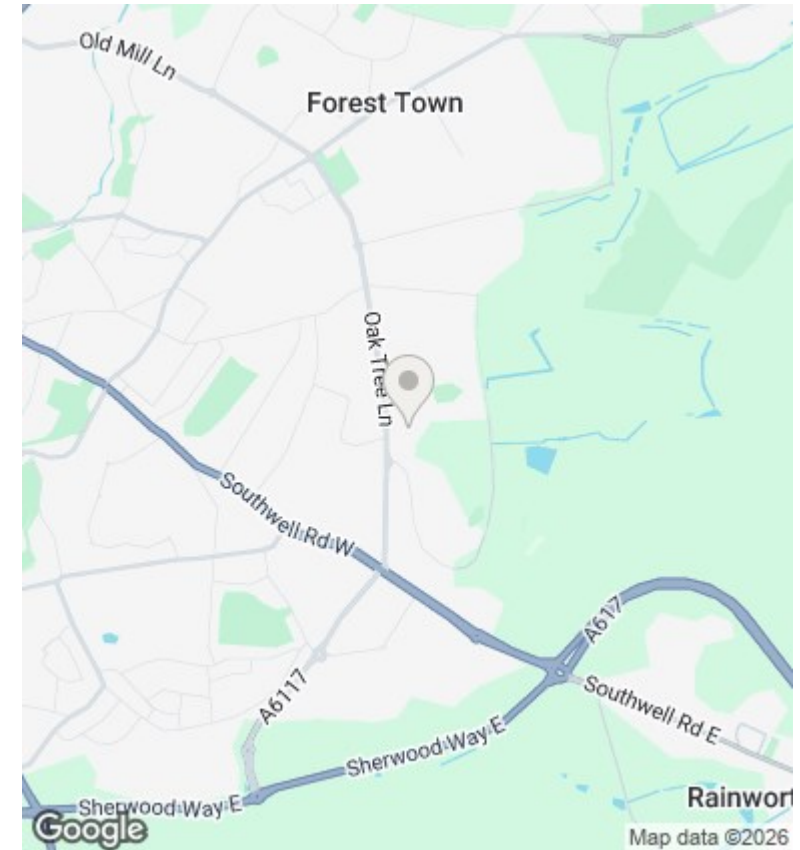 Old Mill Ln
Forest Town
Oak Tree Ln
Southwell Rd W
A617
A6117
Southwell Rd E
Sherwood Way E
Sherwood Way E
Rainwort
Google
Map data ©2026